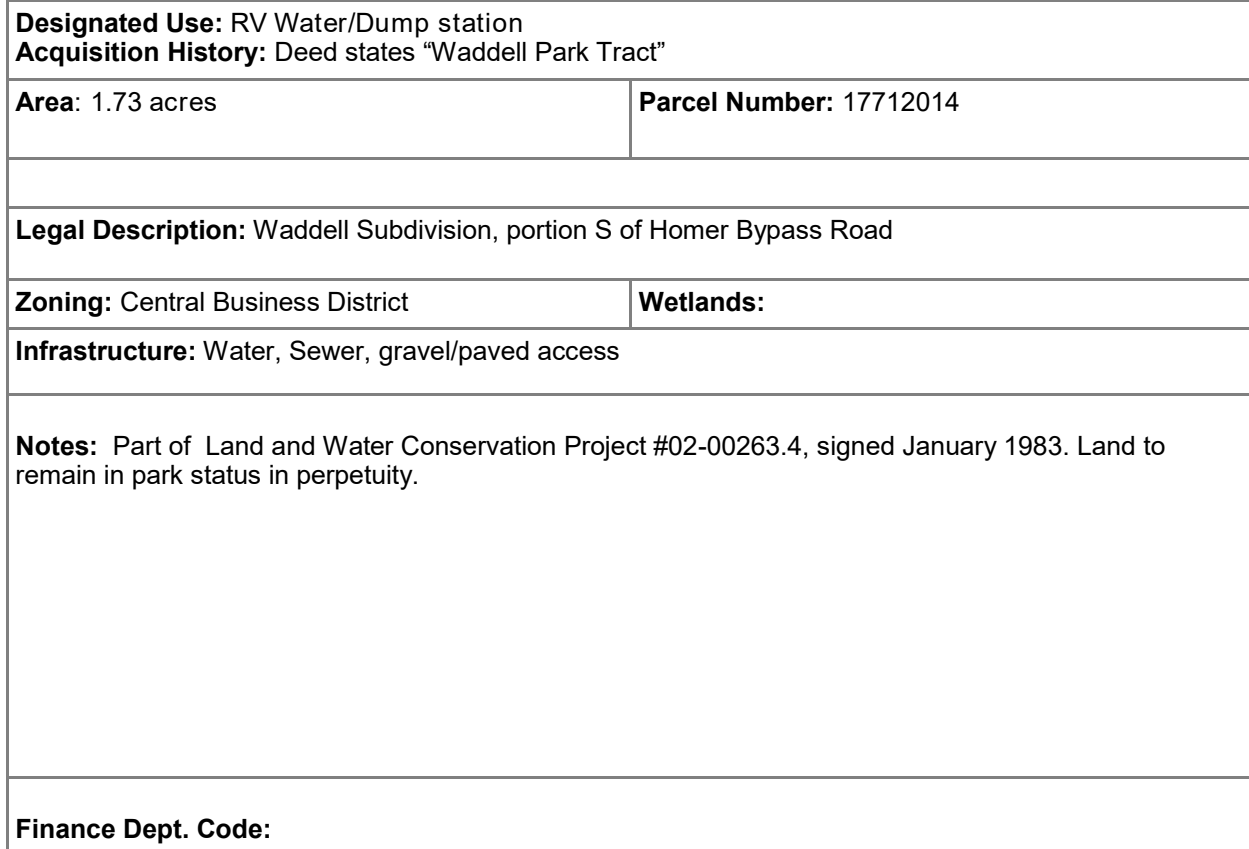 Designated Use: RV Water/Dump station
Acquisition History: Deed states “Waddell Park Tract”
Area: 1.73 acres
Parcel Number: 17712014
Legal Description: Waddell Subdivision, portion S of Homer Bypass Road
Zoning: Central Business District
Wetlands:
Infrastructure: Water, Sewer, gravel/paved access
Notes: Part of Land and Water Conservation Project #02-00263.4, signed January 1983. Land to
remain in park status in perpetuity.
Finance Dept. Code: